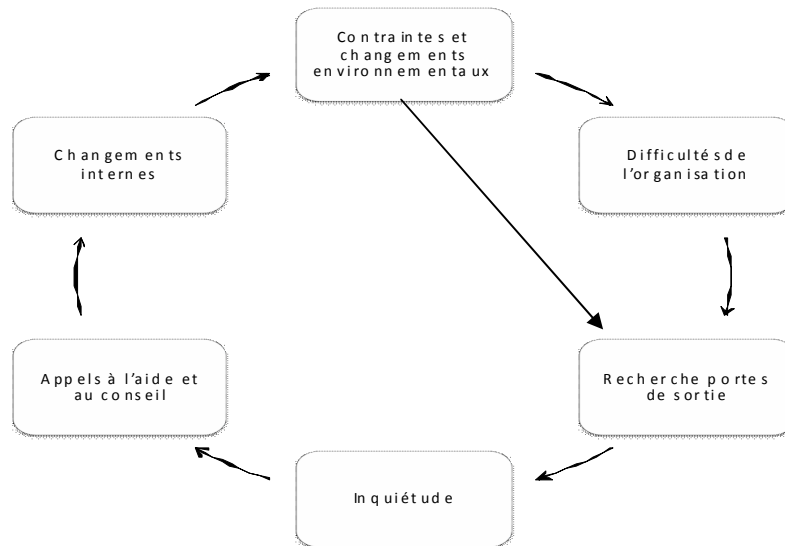 Contraintes et
changements
environnementaux
Difficultés de
l'organisation
Recherche portes
de sortie
Inquiétude
Appels à l'aide et
au conseil
Changements
internes